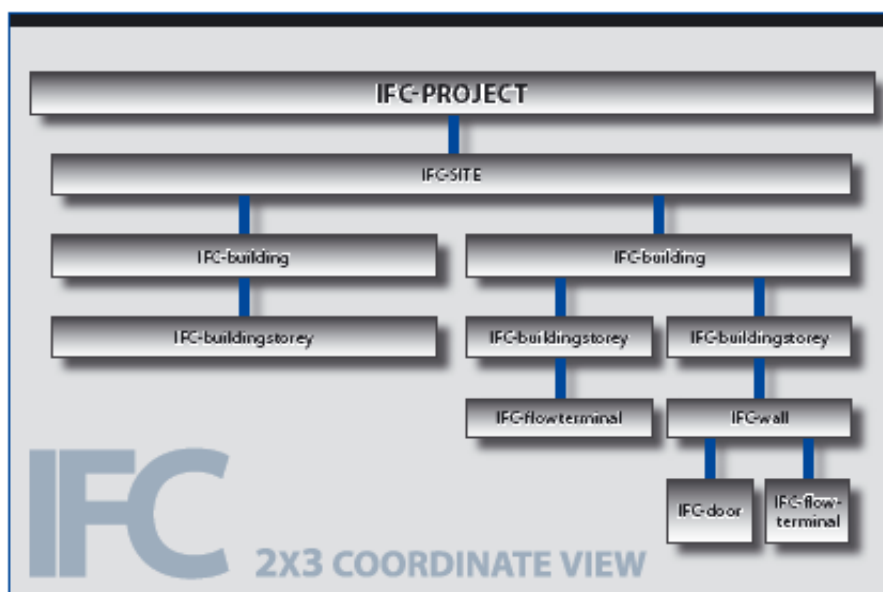 IFC-PROJECT
IFC-SITE
IFC-building
IFC-building
IFC-buildingstorey
IFC-buildingstorey
IFC-buildingstorey
IFC-flowterminal
IFC-wall
IFC-door
IFC-flow-
terminal
IFC
2X3 COORDINATE VIEW